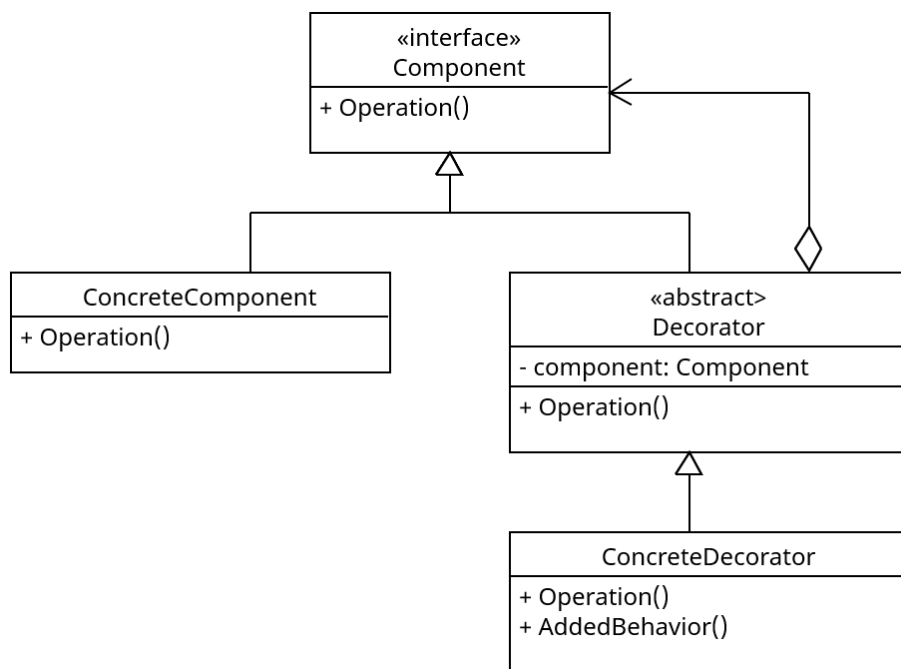 «interface»
Component
+ Operation()
ConcreteComponent
+ Operation()
«abstract»
Decorator
- component: Component
+ Operation()
ConcreteDecorator
+ Operation()
+ AddedBehavior()